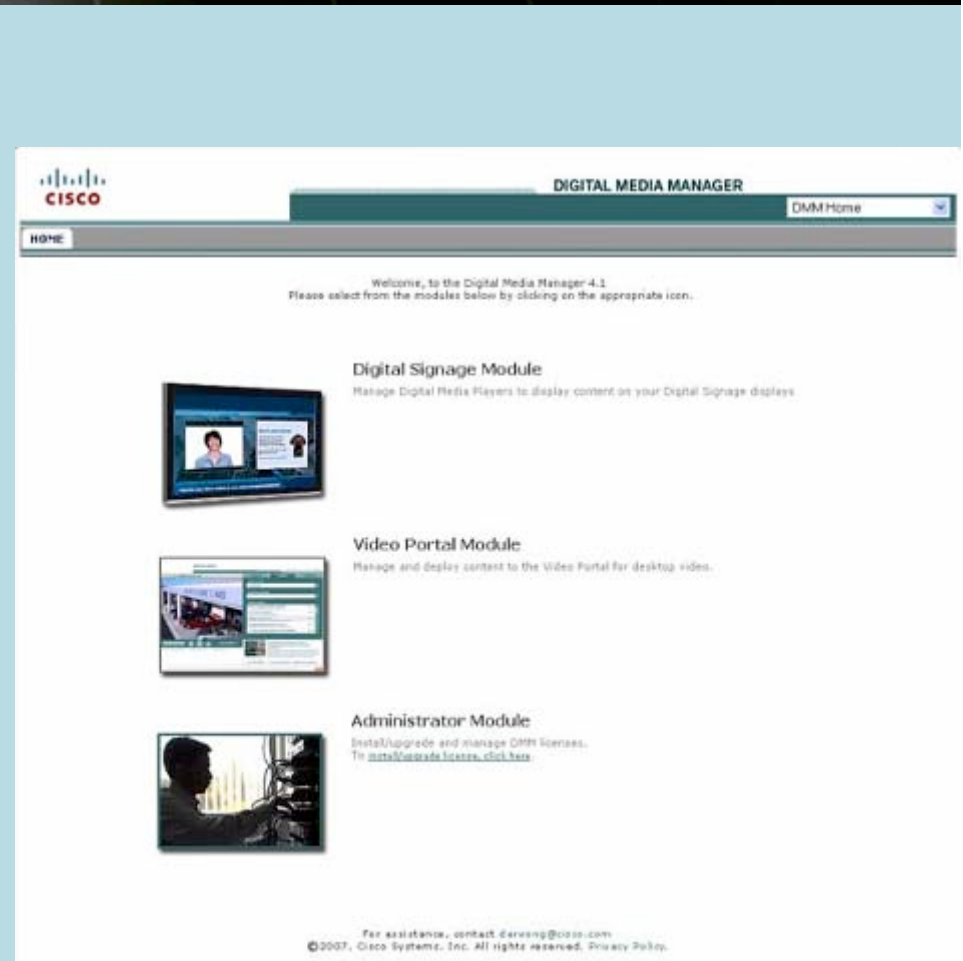 CISCO
DIGITAL MEDIA MANAGER
DMM Home
HOME
Welcome, to the Digital Media Manager 4.1
Please select from the modules below by clicking on the appropriate icon.
Digital Signage Module
Manage Digital Media Players to display content on your Digital Signage displays
Video Portal Module
Manage and deploy content to the Video Portal for desktop video.
Administrator Module
Install/upgrade and manage DMM licenses.
To install/upgrade license, click here.
For assistance, contact
©2007, Cisco Systems, Inc. All rights reserved. Privacy Policy.